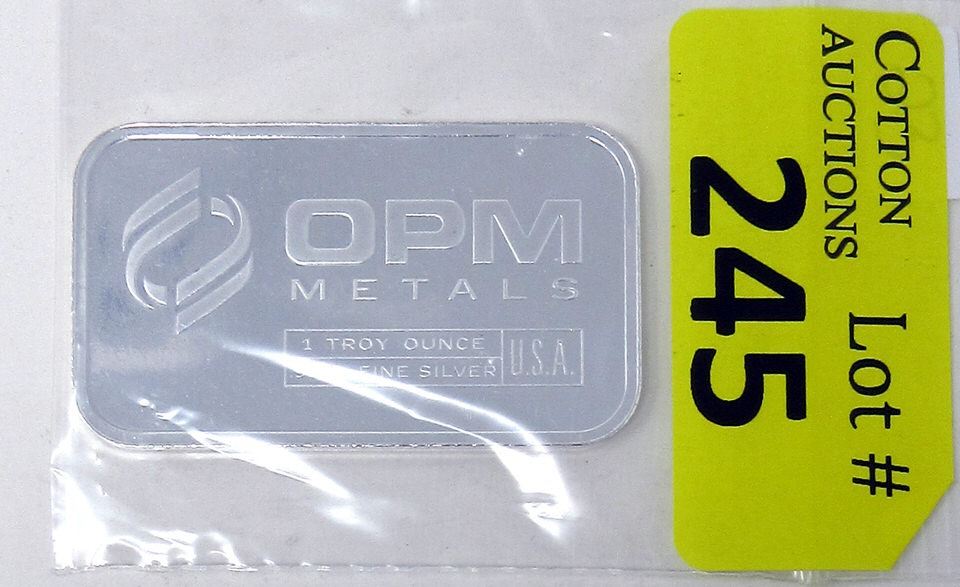 OPM
METALS
1 TROY OUNCE
FINE SILVER
U.S.A.
COTTON
AUCTIONS
Lot #
245